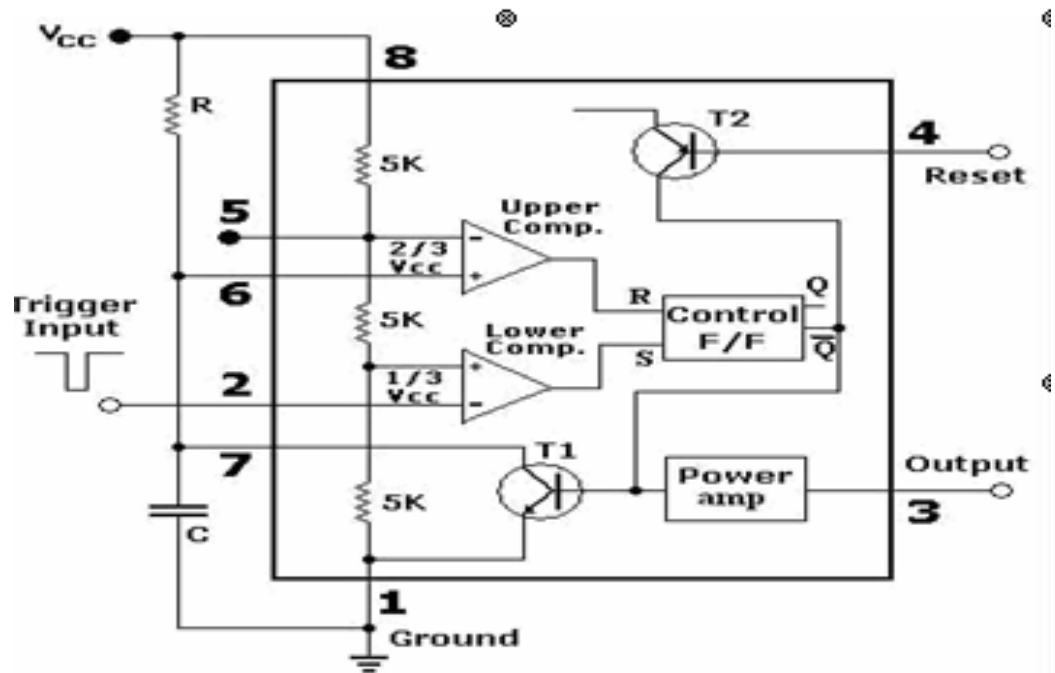 VCC
8
R
T2
4
Reset
5K
5
Upper
Comp.
2/3
Vcc
-
+
6
Trigger
Input
5K
R
Control
F/F
Q
Q̅
S
Lower
Comp.
+
1/3
Vcc
-
2
7
T1
5K
Power
amp
Output
3
C
1
Ground